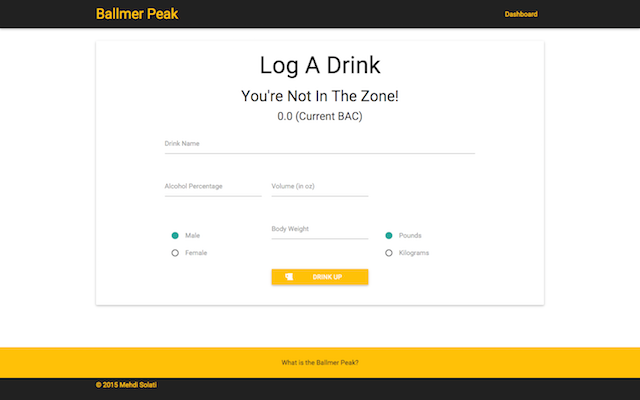 Ballmer Peak
Dashboard
Log A Drink
You're Not In The Zone!
0.0 (Current BAC)
Drink Name
Alcohol Percentage
Volume (in oz)
Male
Female
Body Weight
Pounds
Kilograms
DRINK UP
What is the Ballmer Peak?
© 2015 Mehdi Solati